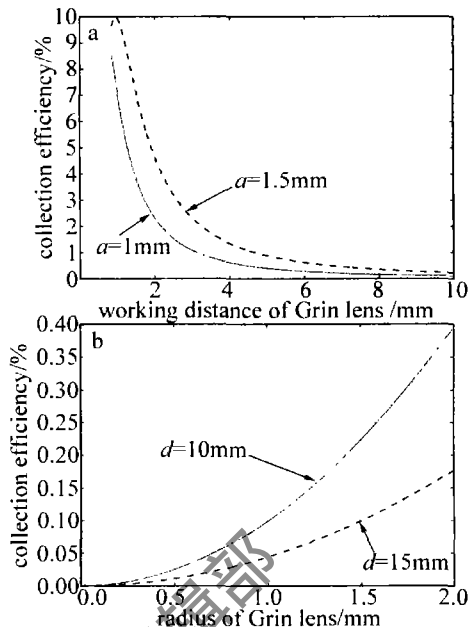 a
10
9
8
7
6
5
4
3
2
1
0
collection efficiency/%
a=1.5mm
a=1mm
2 4 6 8 10
working distance of Grin lens /mm
b
0.40
0.35
0.30
0.25
0.20
0.15
0.10
0.05
0.00
collection efficiency/%
d=10mm
d=15mm
0.0 0.5 1.0 1.5 2.0
radius of Grin lens/mm
辑部